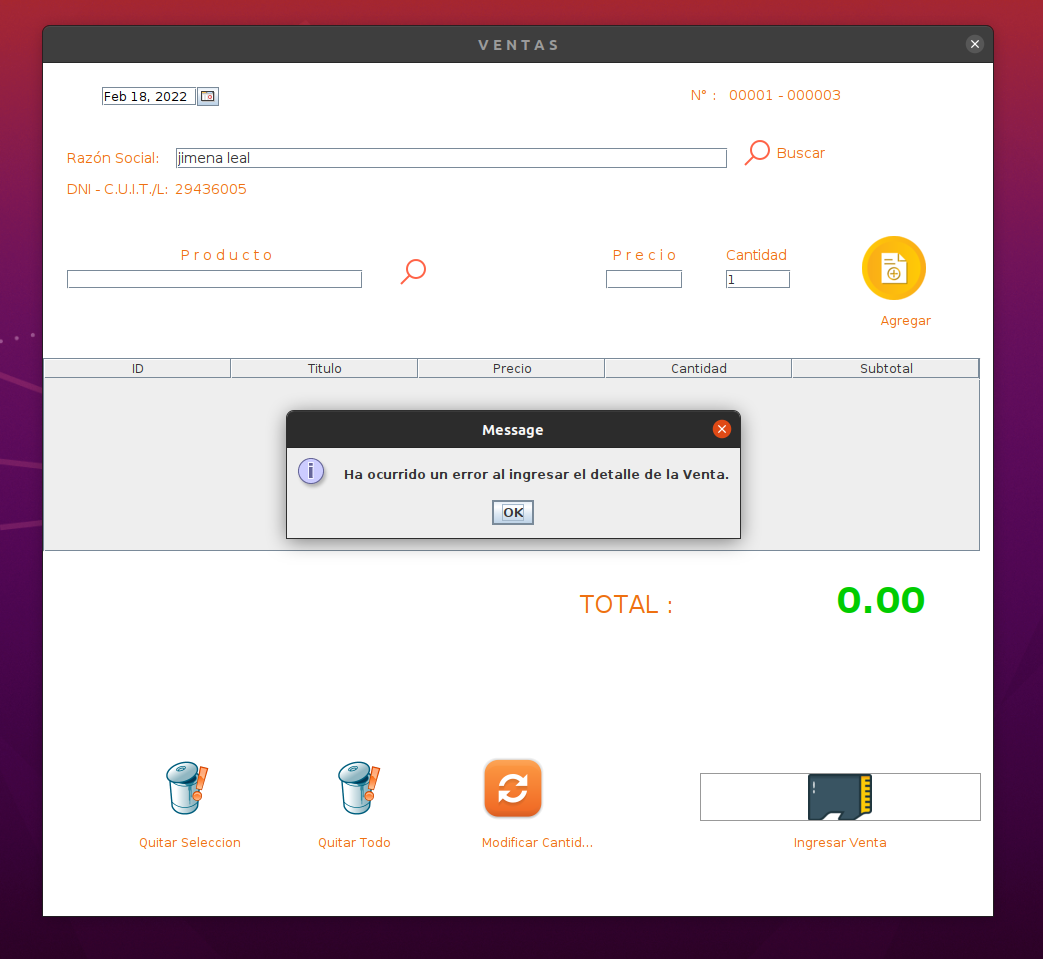 VENTAS
Feb 18, 2022
N° : 00001 - 000003
Razón Social: jimena leal
Buscar
DNI - C.U.I.T./L: 29436005
Producto
Precio
Cantidad
1
Agregar
ID Titulo Precio Cantidad Subtotal
Message
Ha ocurrido un error al ingresar el detalle de la Venta.
OK
TOTAL : 0.00
Quitar Seleccion
Quitar Todo
Modificar Cantid...
Ingresar Venta